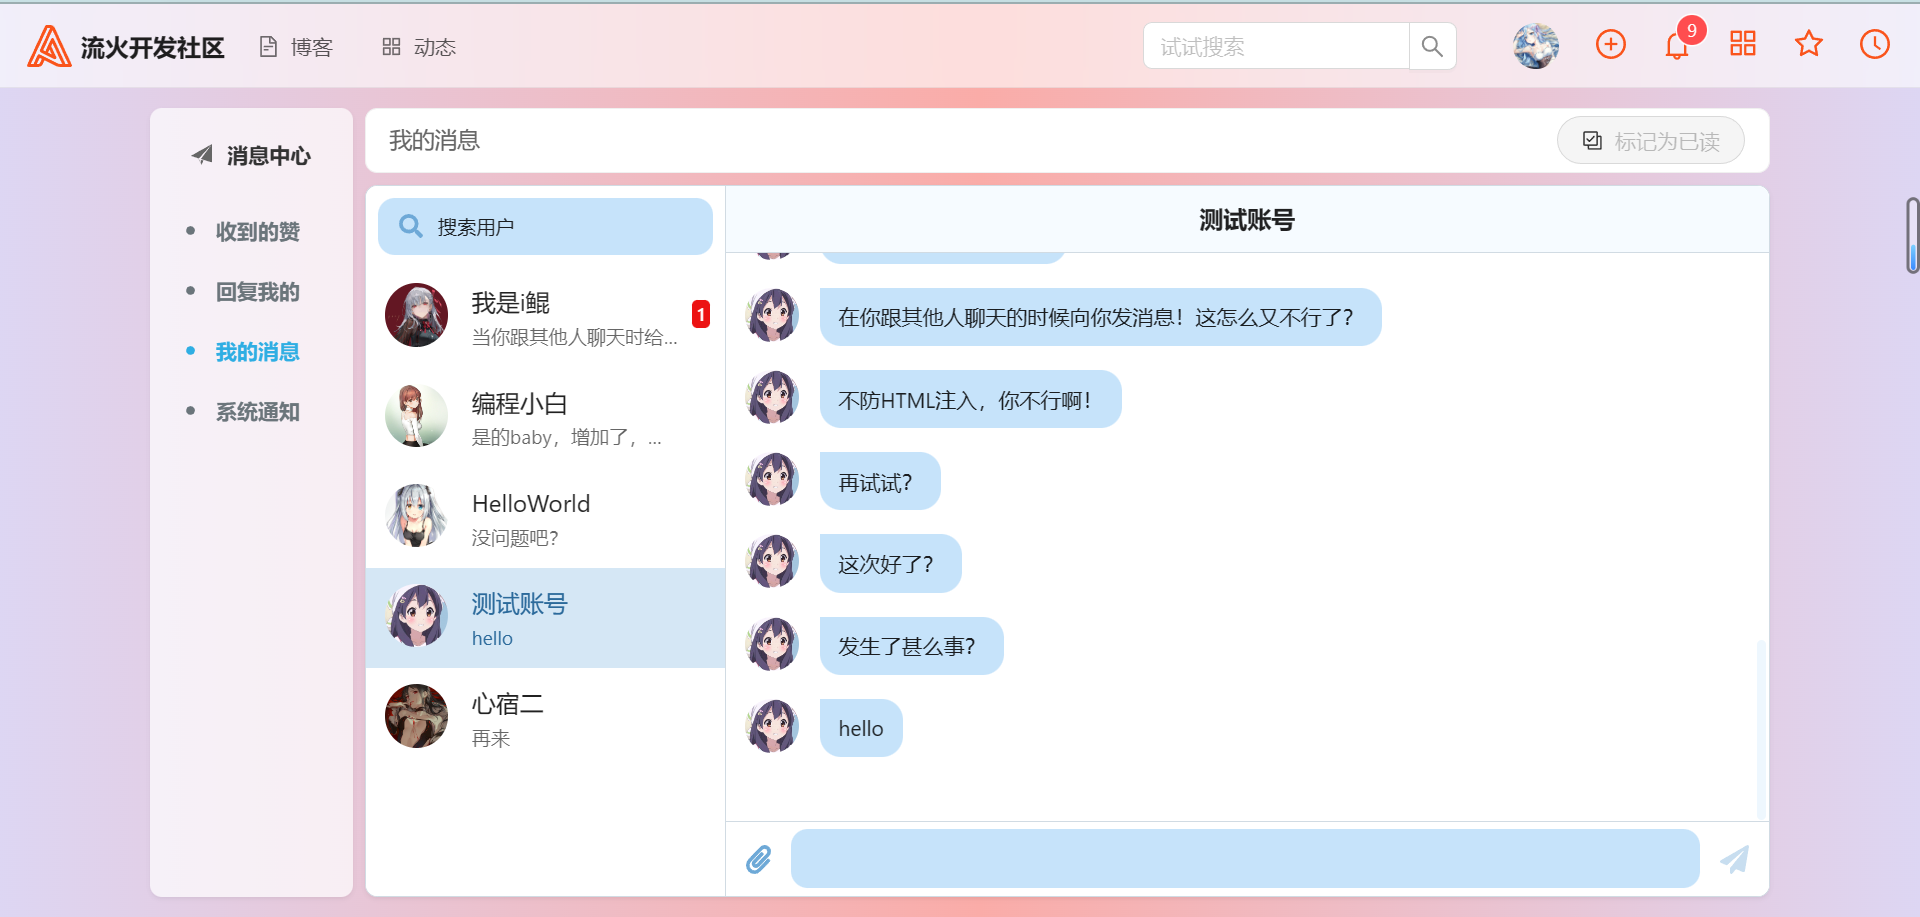 流火开发社区
博客
动态
试试搜索
9
消息中心
收到的赞
回复我的
我的消息
系统通知
我的消息
标记为已读
搜索用户
我是i鲲
当你跟其他人聊天时给...
1
编程小白
是的baby，增加了，...
HelloWorld
没问题吧？
测试账号
hello
心宿二
再来
测试账号
在你跟其他人聊天的时候向你发消息！这怎么又不行了？
不防HTML注入，你不行啊！
再试试？
这次好了？
发生了甚么事？
hello